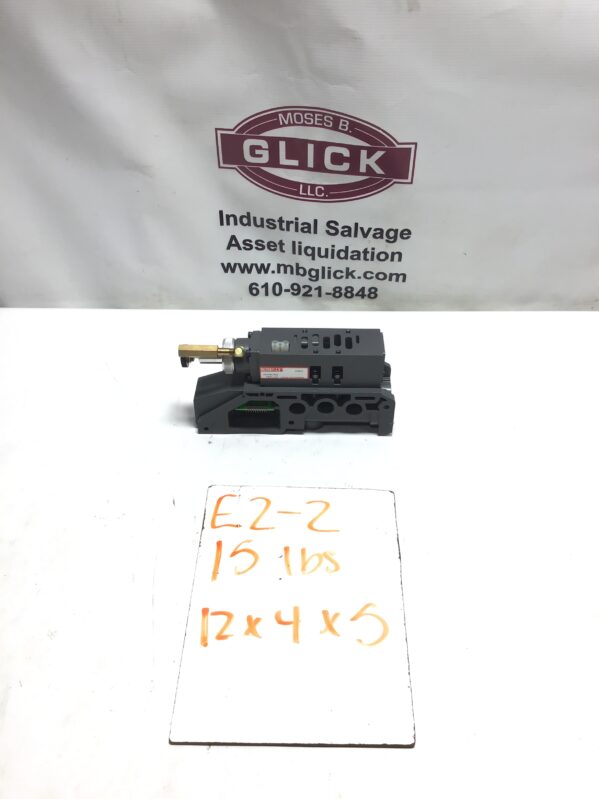 MOSES B.
GLICK
LLC.
Industrial Salvage
Asset liquidation
www.mbglick.com
610-921-8848
E2-2
15 lbs
12 x 4 x 5